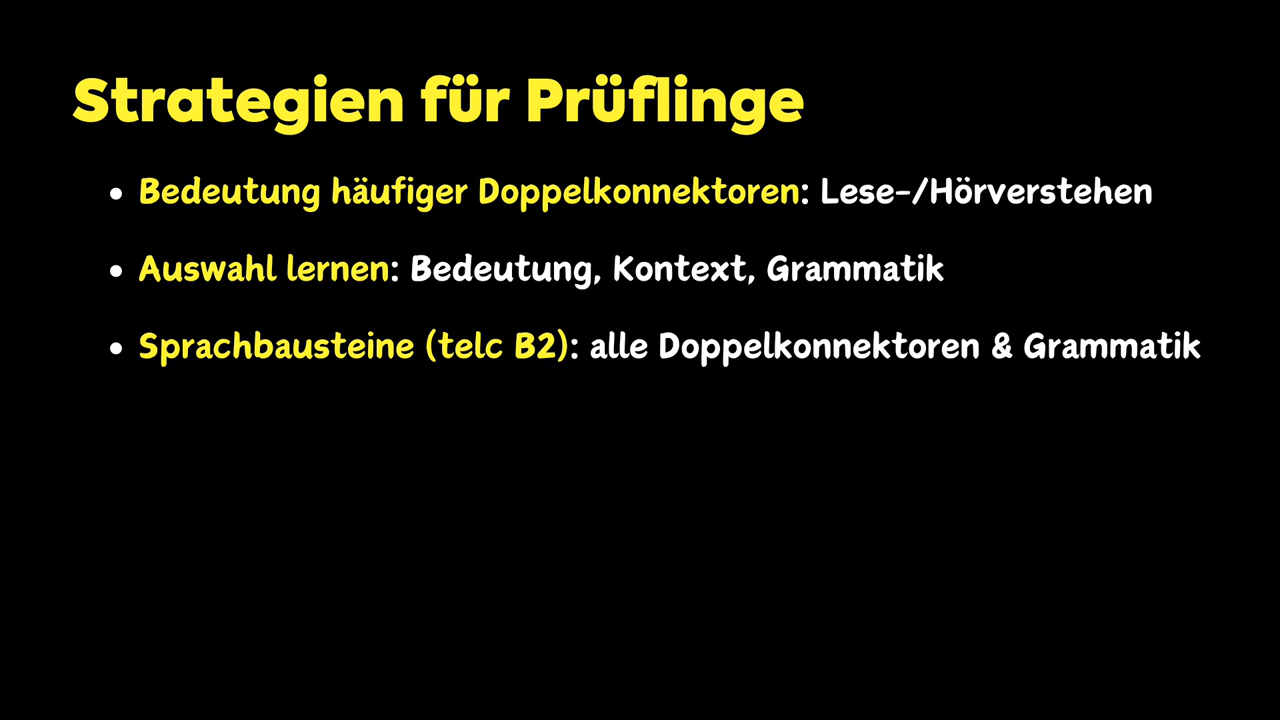 Strategien für Prüflinge
• Bedeutung häufiger Doppelkonnektoren: Lese-/Hörverstehen
• Auswahl lernen: Bedeutung, Kontext, Grammatik
• Sprachbausteine (telc B2): alle Doppelkonnektoren & Grammatik